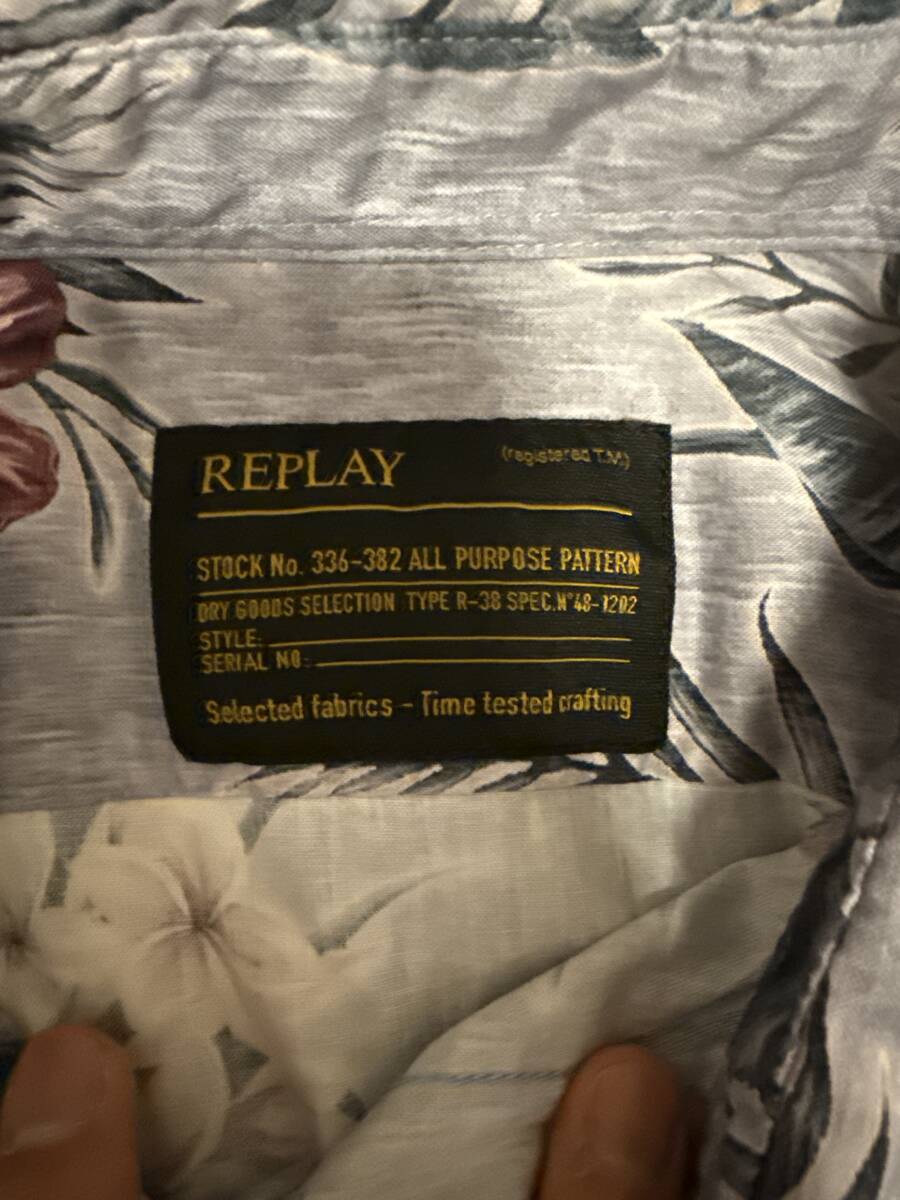 REPLAY
(registered T.M.)
STOCK No. 336-382 ALL PURPOSE PATTERN
DRY GOODS SELECTION TYPE R-38 SPEC.N°48-1202
STYLE:
SERIAL NO:
Selected fabrics - Time tested crafting